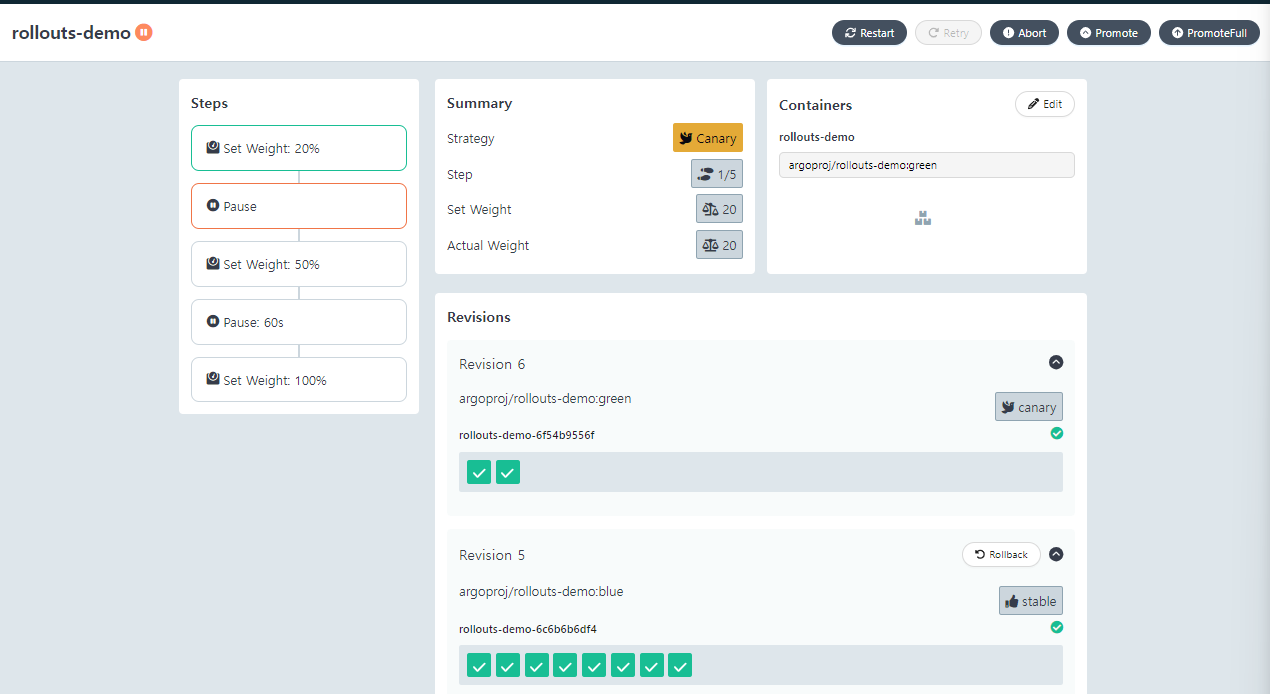 rollouts-demo
Restart
Retry
Abort
Promote
PromoteFull
Steps
Set Weight: 20%
Pause
Set Weight: 50%
Pause: 60s
Set Weight: 100%
Summary
Strategy
Canary
Step
1/5
Set Weight
20
Actual Weight
20
Containers
Edit
rollouts-demo
argoproj/rollouts-demo:green
Revisions
Revision 6
argoproj/rollouts-demo:green
canary
rollouts-demo-6f54b9556f
Revision 5
Rollback
argoproj/rollouts-demo:blue
stable
rollouts-demo-6c6b6b6df4